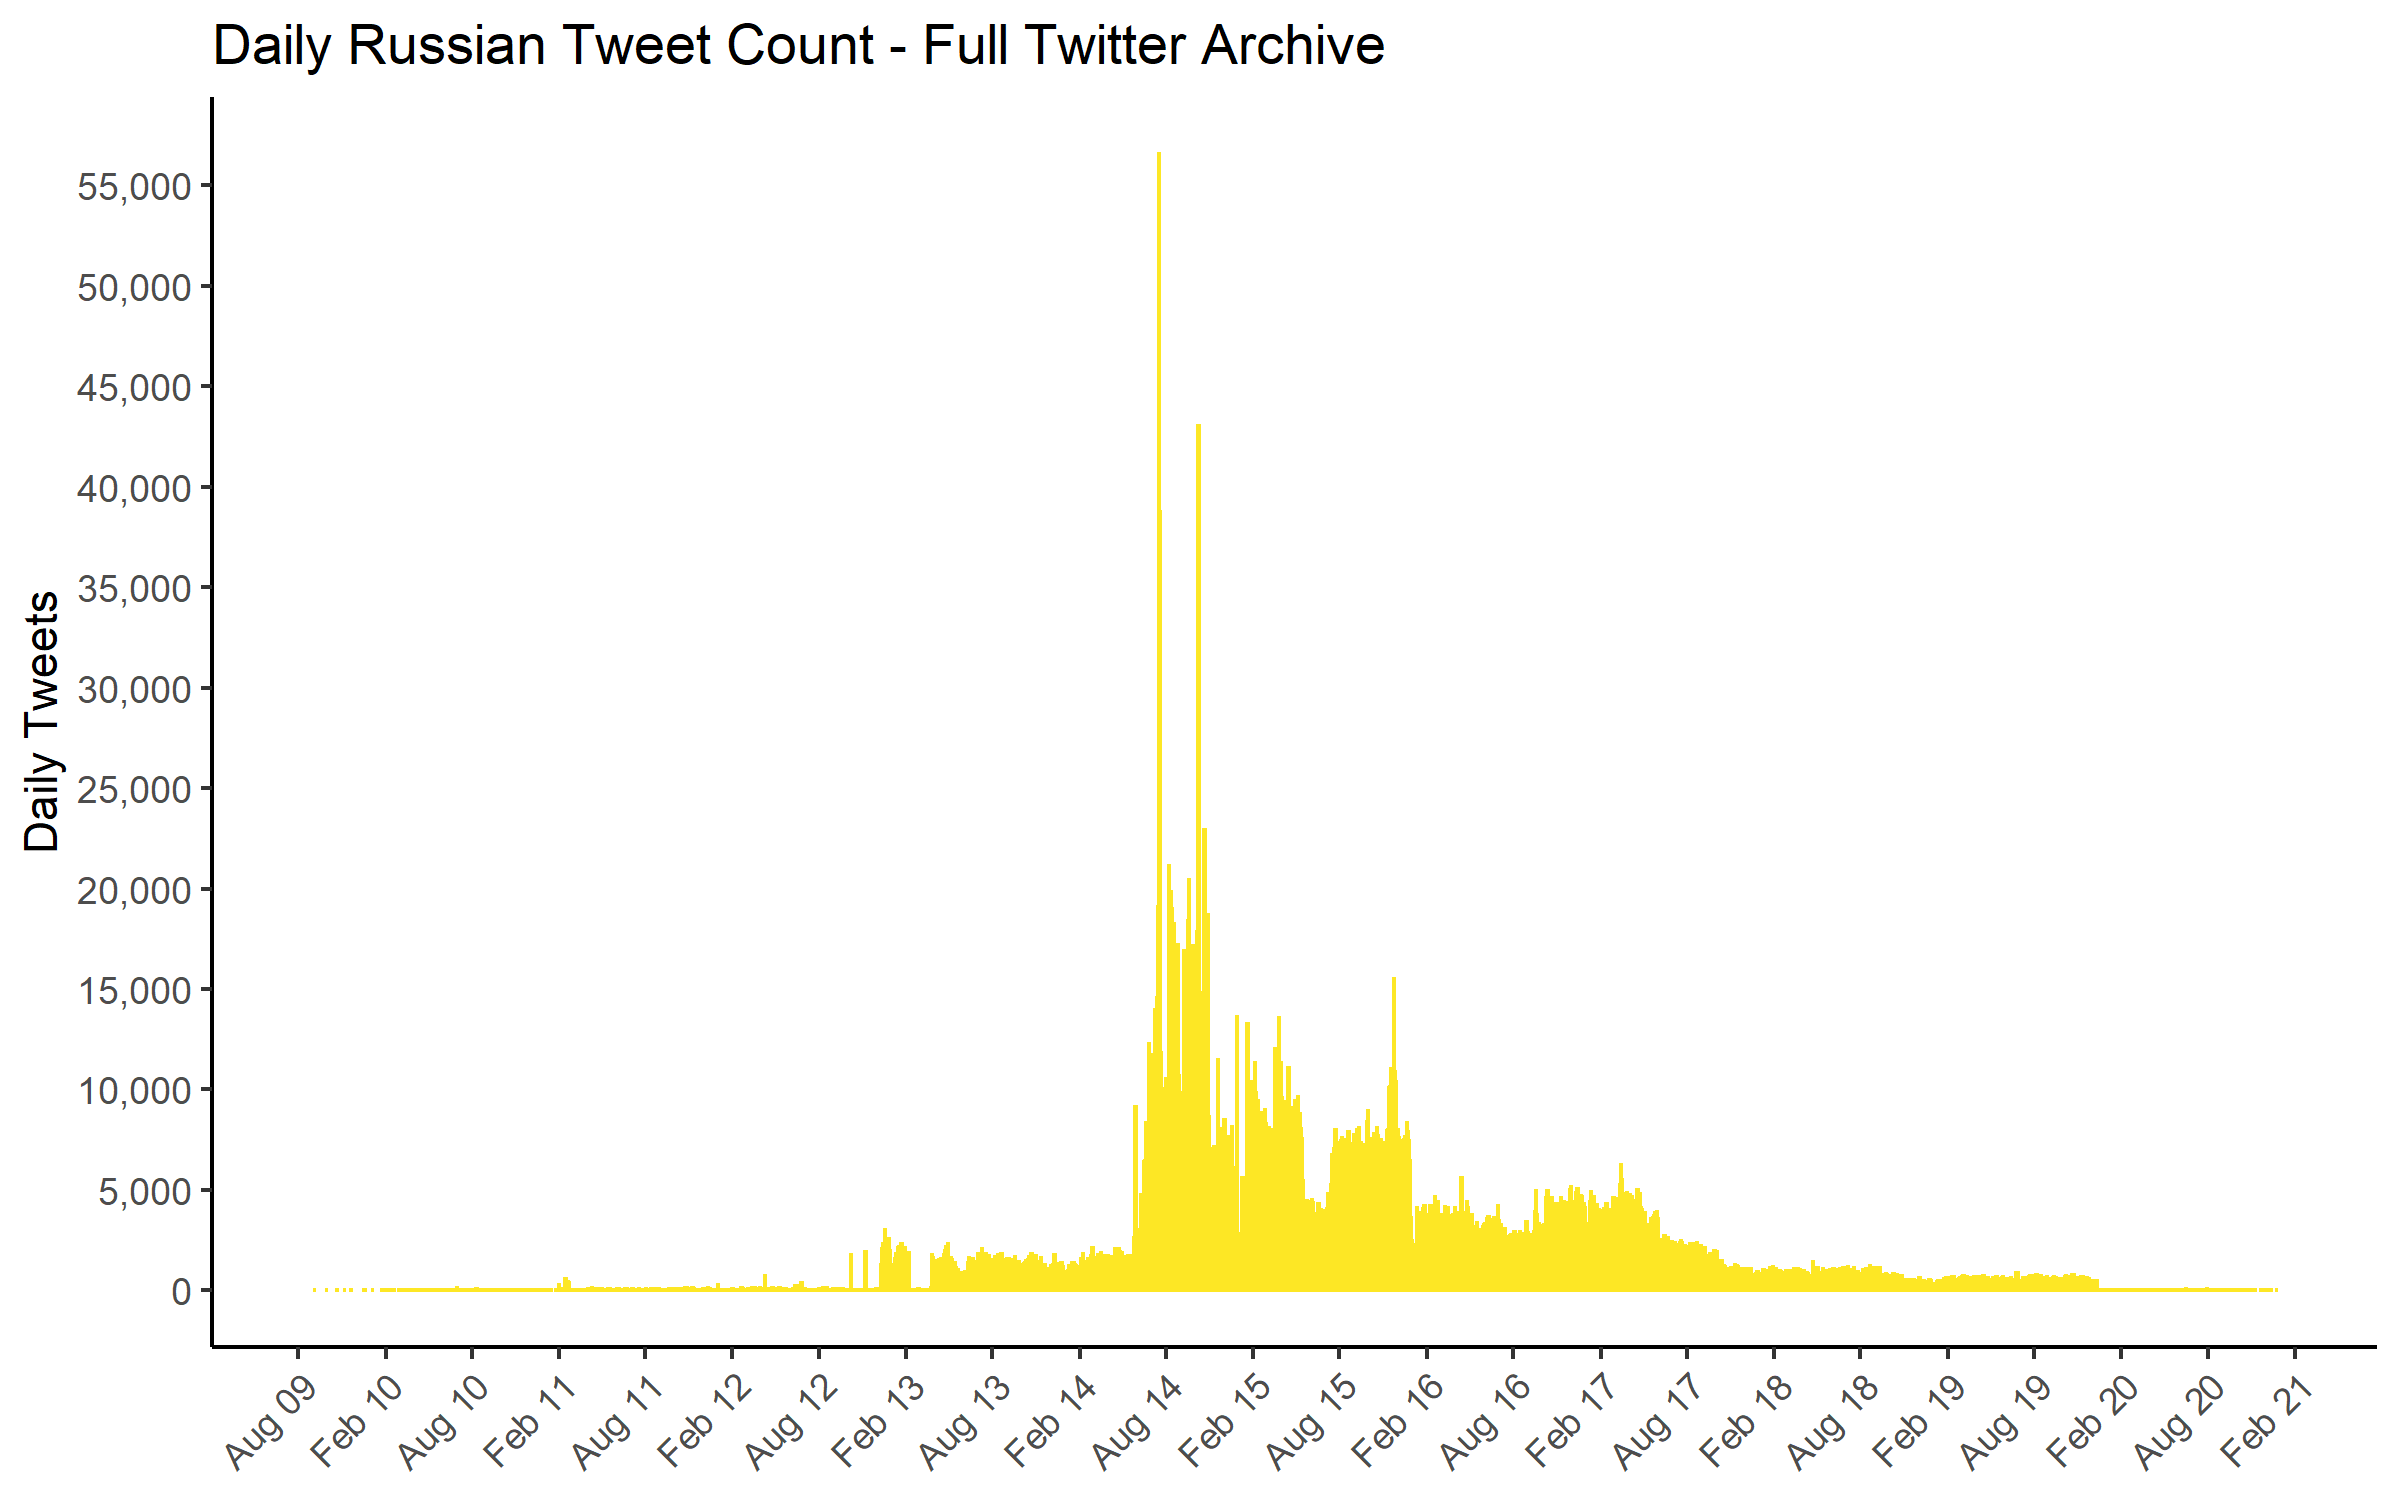 Daily Russian Tweet Count - Full Twitter Archive
Daily Tweets
55,000
50,000
45,000
40,000
35,000
30,000
25,000
20,000
15,000
10,000
5,000
0
Aug 09
Feb 10
Aug 10
Feb 11
Aug 11
Feb 12
Aug 12
Feb 13
Aug 13
Feb 14
Aug 14
Feb 15
Aug 15
Feb 16
Aug 16
Feb 17
Aug 17
Feb 18
Aug 18
Feb 19
Aug 19
Feb 20
Aug 20
Feb 21